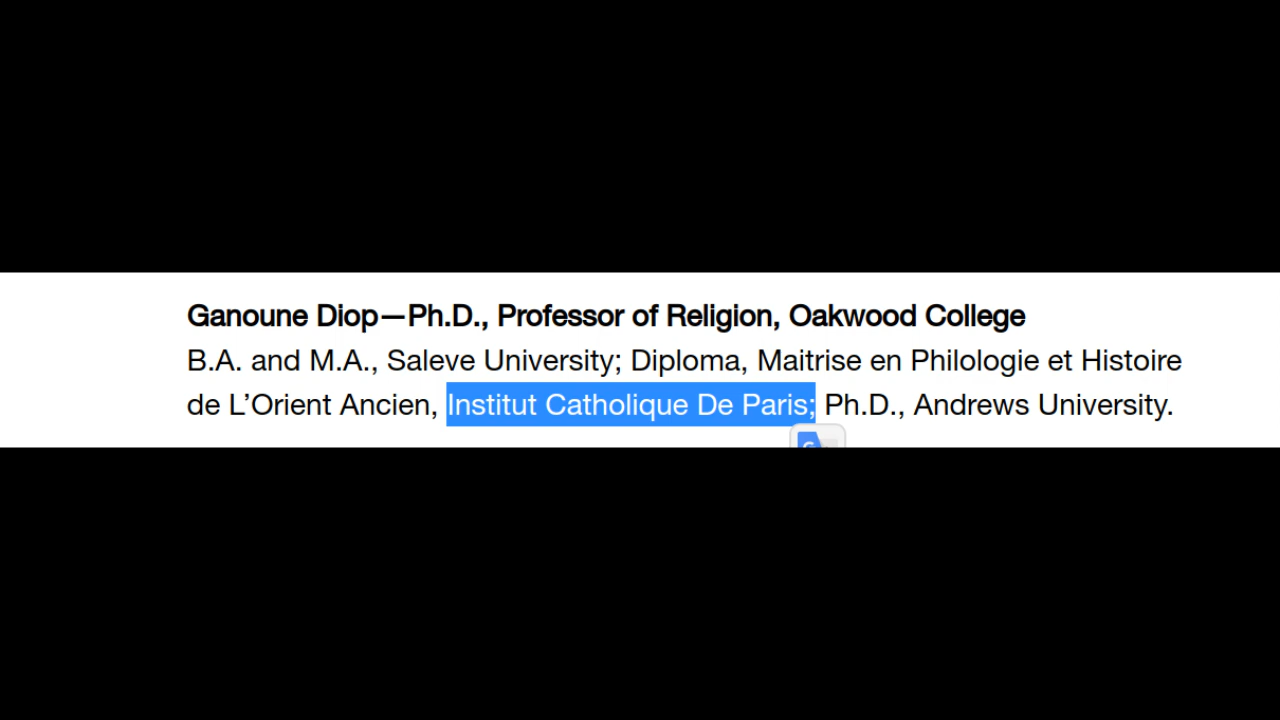 Ganoune Diop—Ph.D., Professor of Religion, Oakwood College
B.A. and M.A., Saleve University; Diploma, Maitrise en Philologie et Histoire
de L’Orient Ancien, Institut Catholique De Paris; Ph.D., Andrews University.